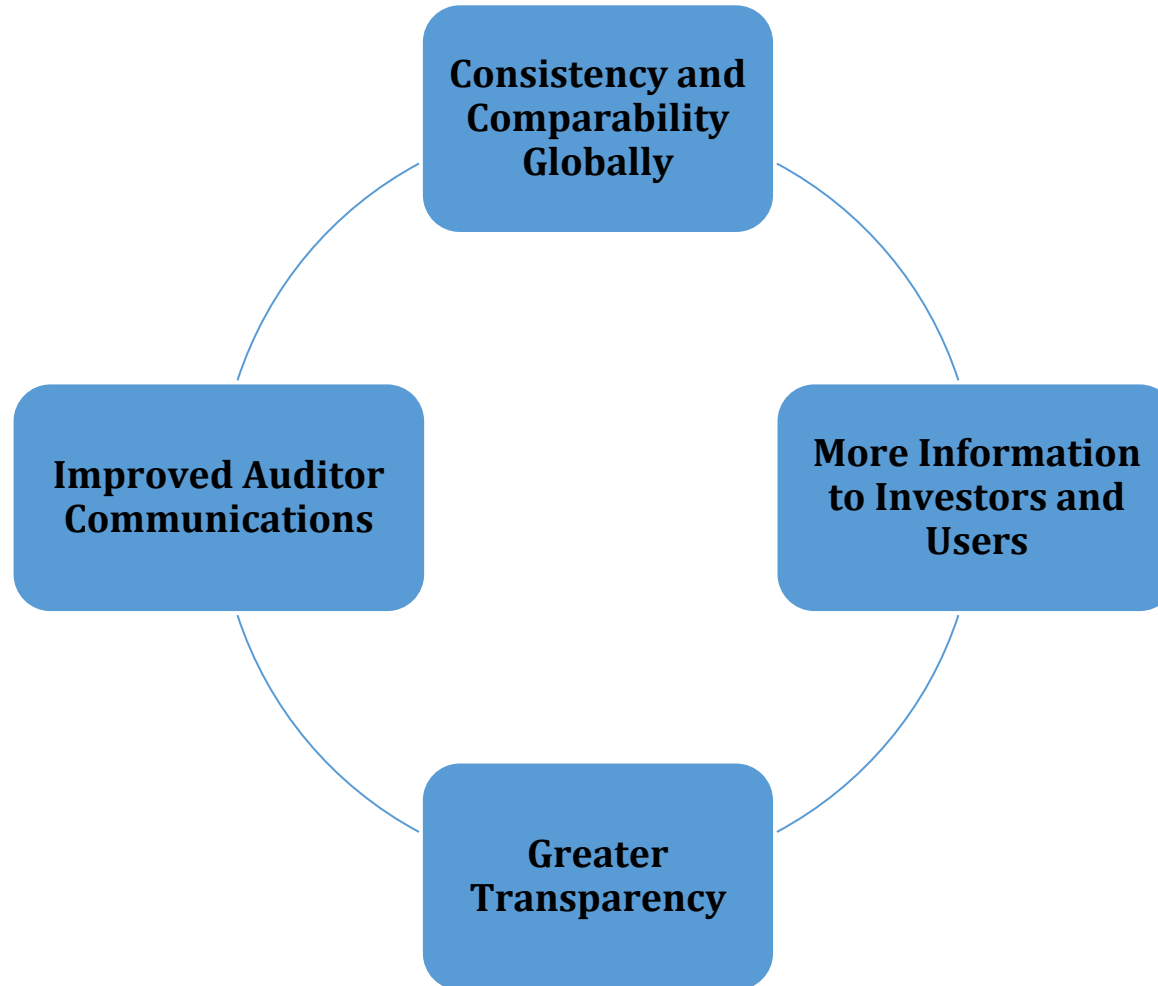 Consistency and
Comparability
Globally
Improved Auditor
Communications
More Information
to Investors and
Users
Greater
Transparency